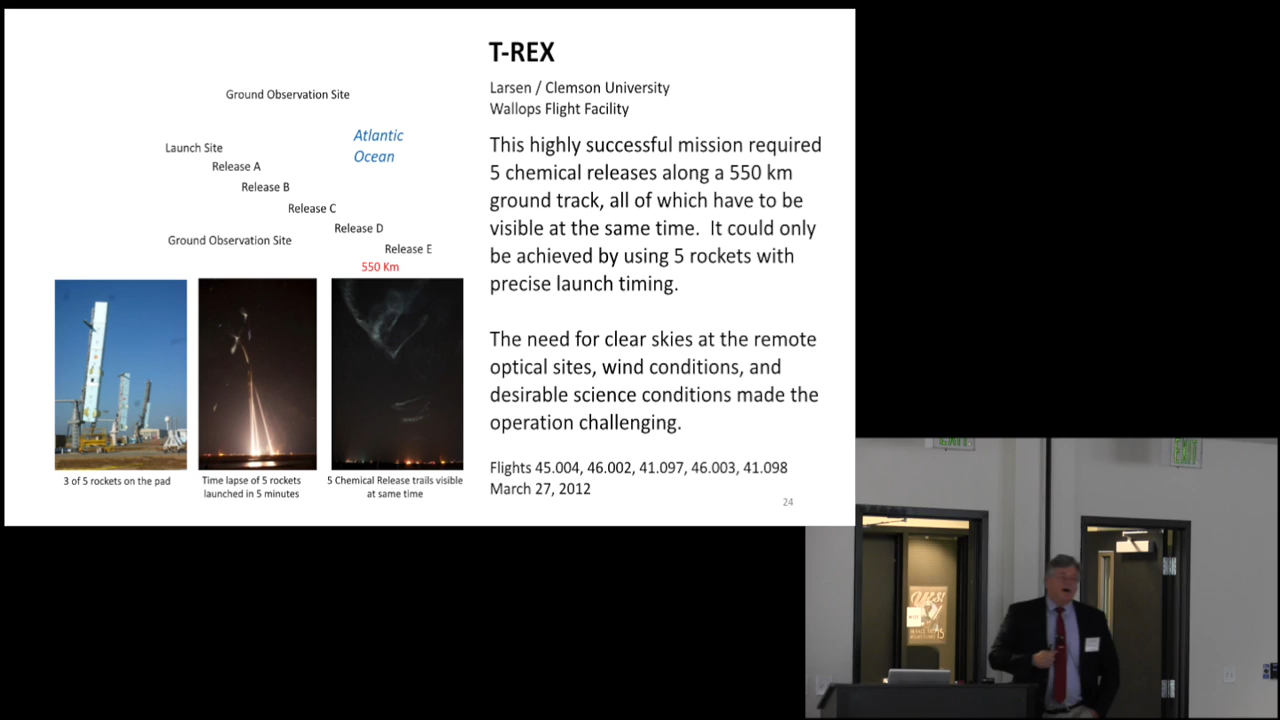 T-REX
Larsen / Clemson University
Wallops Flight Facility
Ground Observation Site
Atlantic
Ocean
Launch Site
Release A
Release B
Release C
Release D
Ground Observation Site
Release E
550 Km
This highly successful mission required
5 chemical releases along a 550 km
ground track, all of which have to be
visible at the same time. It could only
be achieved by using 5 rockets with
precise launch timing.
The need for clear skies at the remote
optical sites, wind conditions, and
desirable science conditions made the
operation challenging.
3 of 5 rockets on the pad
Time lapse of 5 rockets
launched in 5 minutes
5 Chemical Release trails visible
at same time
Flights 45.004, 46.002, 41.097, 46.003, 41.098
March 27, 2012
24
EXIT